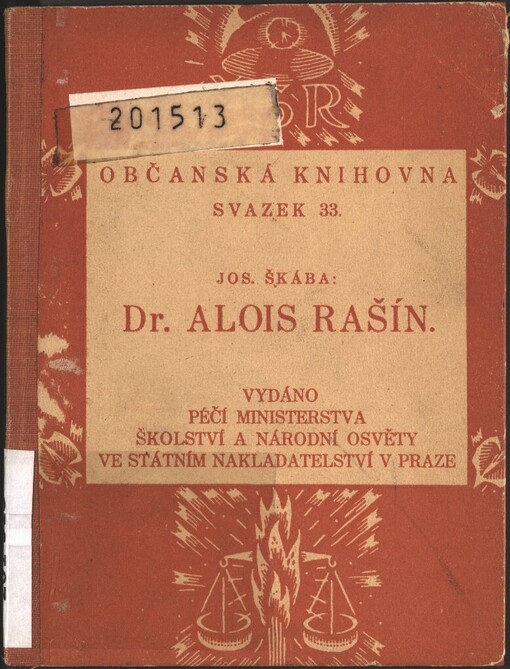 201513
OBČANSKÁ KNIHOVNA
SVAZEK 33.
JOS. ŠKÁBA:
Dr. ALOIS RAŠÍN.
VYDÁNO
PÉČÍ MINISTERSTVA
ŠKOLSTVÍ A NÁRODNÍ OSVĚTY
VE STÁTNÍM NAKLADATELSTVÍ V PRAZE